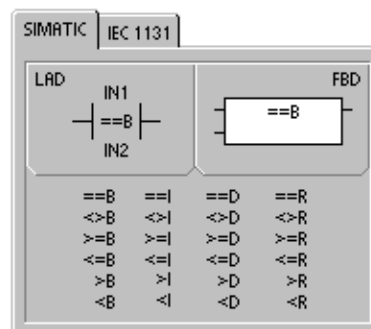 SIMATIC IEC 1131
LAD
IN1
==B
IN2
FBD
==B
==B ==I ==D ==R
<>B <>I <>D <>R
>=B >=I >=D >=R
<=B <=I <=D <=R
>B >I >D >R
<B <I <D <R